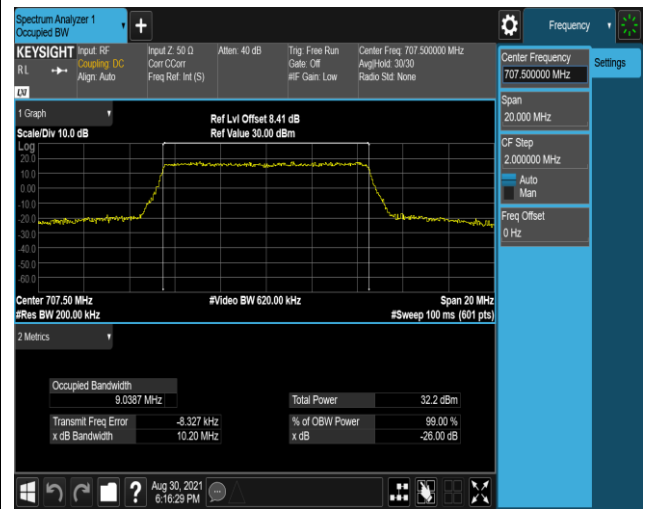 Spectrum Analyzer 1
Occupied BW
Frequency
KEYSIGHT
RL
LXI
Input: RF
Coupling: DC
Align: Auto
Input Z: 50 Ω
Corr CCorr
Freq Ref: Int (S)
Atten: 40 dB
Trig: Free Run
Gate: Off
#IF Gain: Low
Center Freq: 707.500000 MHz
Avg|Hold: 30/30
Radio Std: None
Center Frequency
707.500000 MHz
Settings
Span
20.000 MHz
CF Step
2.000000 MHz
Auto
Man
Freq Offset
0 Hz
1 Graph
Scale/Div 10.0 dB
Ref Lvl Offset 8.41 dB
Ref Value 30.00 dBm
Log
20.0
10.0
0.00
-10.0
-20.0
-30.0
-40.0
-50.0
-60.0
Center 707.50 MHz
#Video BW 620.00 kHz
Span 20 MHz
#Res BW 200.00 kHz
#Sweep 100 ms (601 pts)
2 Metrics
Occupied Bandwidth
9.0387 MHz
Total Power 32.2 dBm
Transmit Freq Error -8.327 kHz
% of OBW Power 99.00 %
x dB Bandwidth 10.20 MHz
x dB -26.00 dB
?
Aug 30, 2021
6:16:29 PM